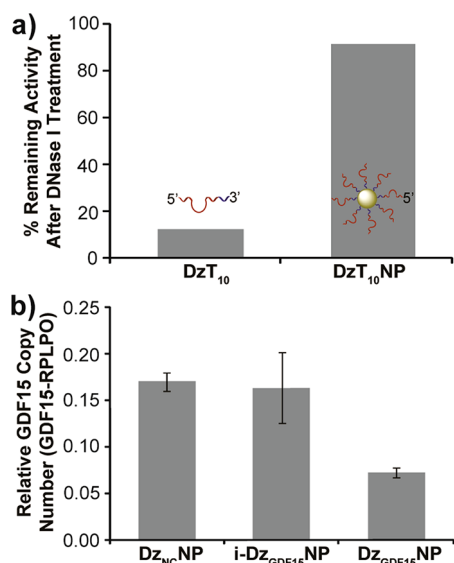 a)
% Remaining Activity
After DNase I Treatment
100
80
60
40
20
0
5'
3'
5'
DzT10
DzT10NP
b)
Relative GDF15 Copy
Number (GDF15-RPLPO)
0.25
0.20
0.15
0.10
0.05
0.00
DzNCNP
i-DzGDF15NP
DzGDF15NP